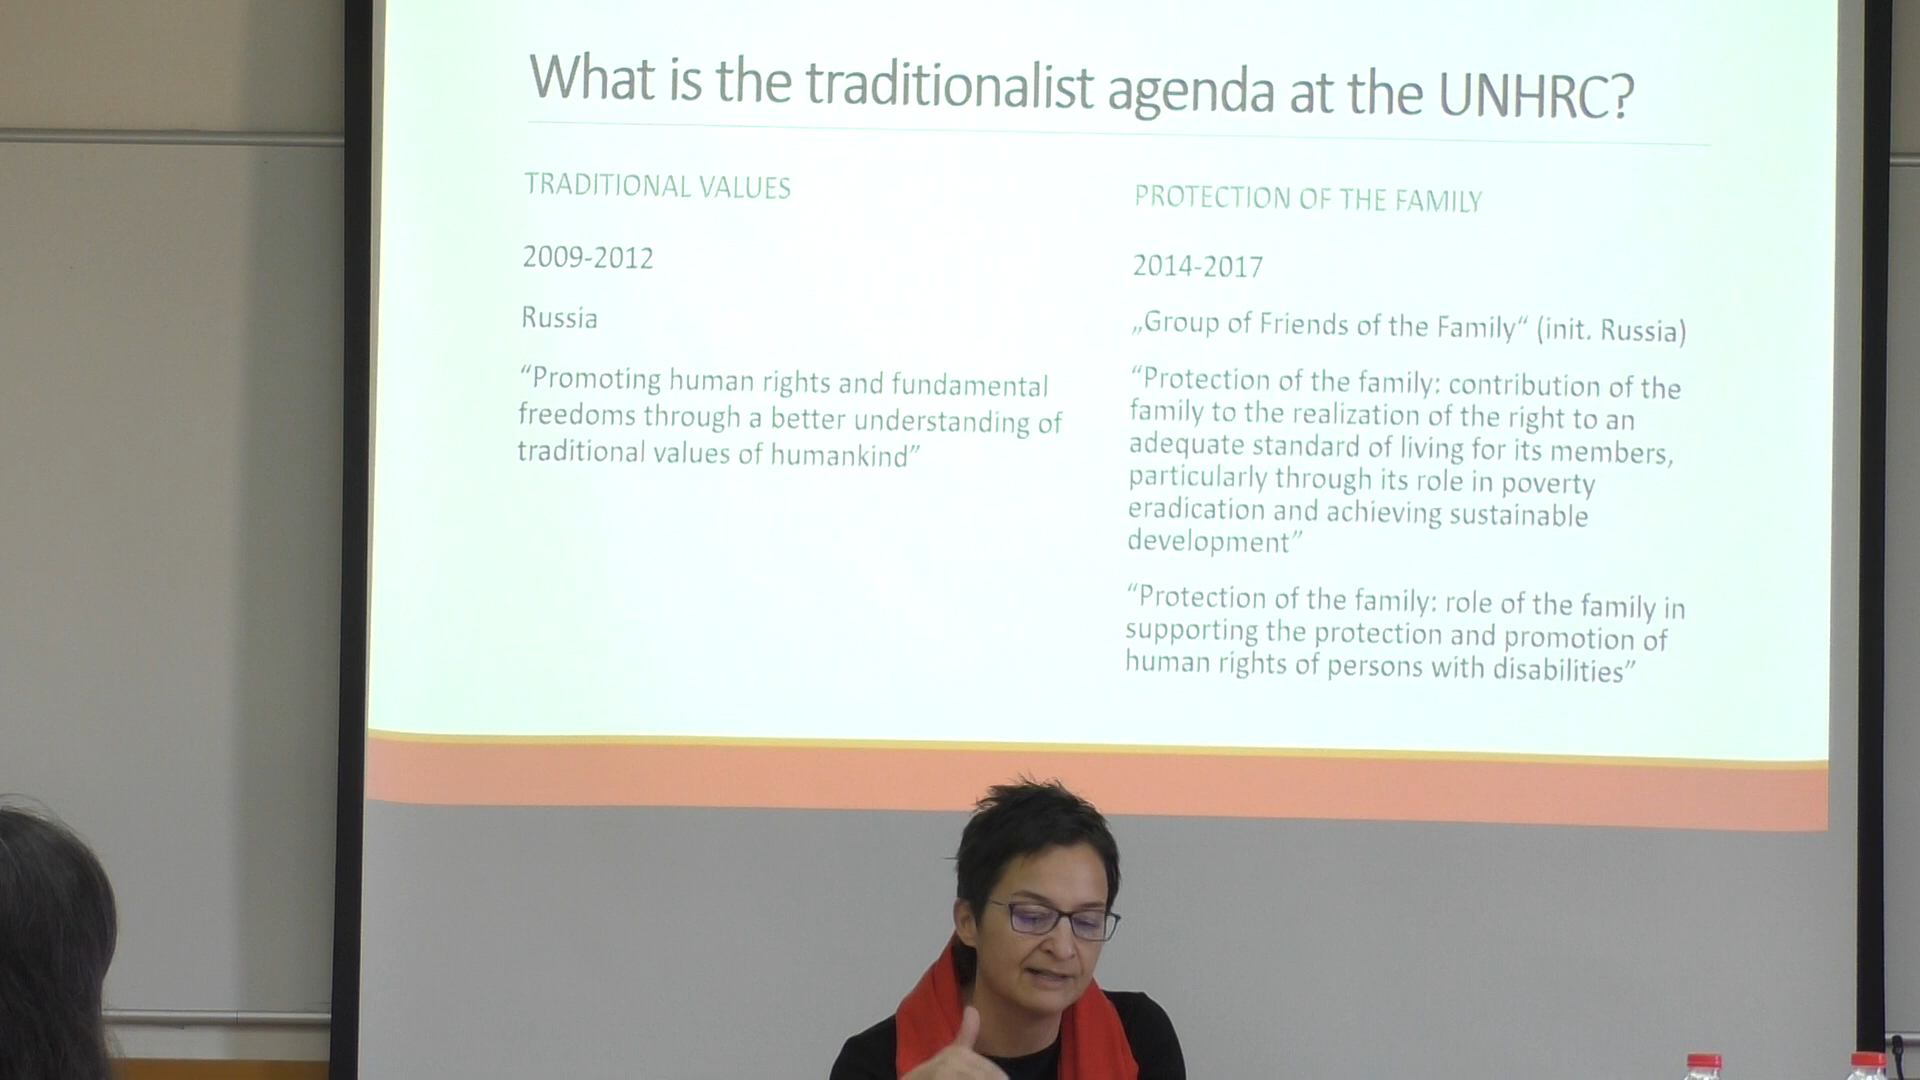 What is the traditionalist agenda at the UNHRC?
TRADITIONAL VALUES
2009-2012
Russia
“Promoting human rights and fundamental
freedoms through a better understanding of
traditional values of humankind”
PROTECTION OF THE FAMILY
2014-2017
„Group of Friends of the Family“ (init. Russia)
“Protection of the family: contribution of the
family to the realization of the right to an
adequate standard of living for its members,
particularly through its role in poverty
eradication and achieving sustainable
development”
“Protection of the family: role of the family in
supporting the protection and promotion of
human rights of persons with disabilities”